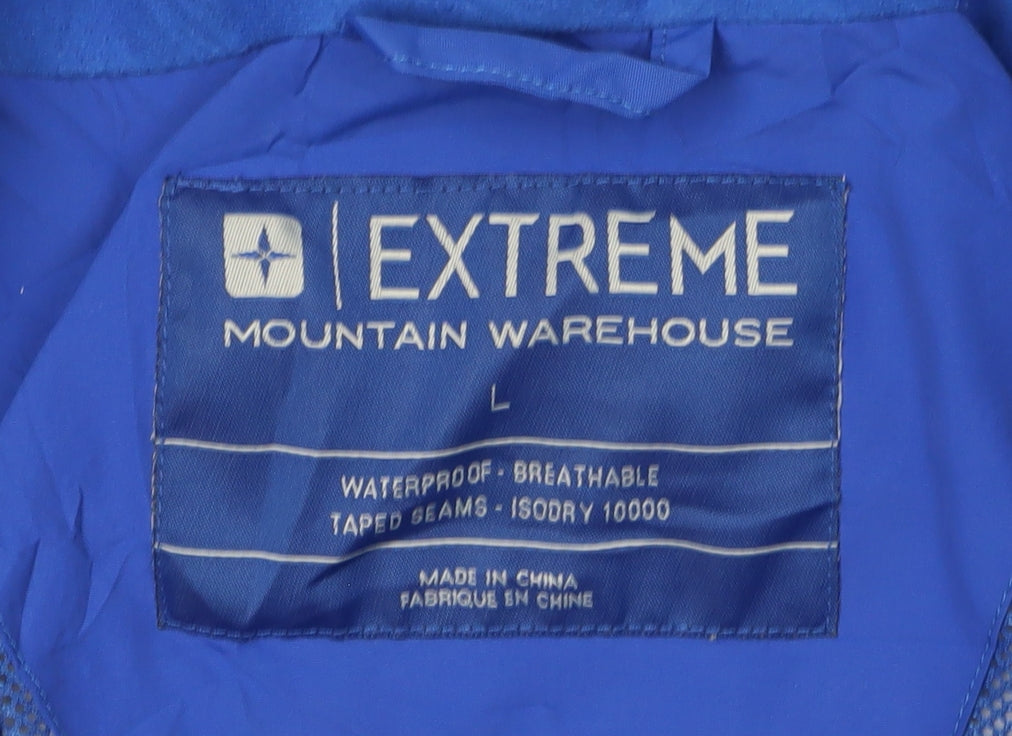 EXTREME
MOUNTAIN WAREHOUSE
L
WATERPROOF - BREATHABLE
TAPED SEAMS - ISODRY 10000
MADE IN CHINA
FABRIQUE EN CHINE